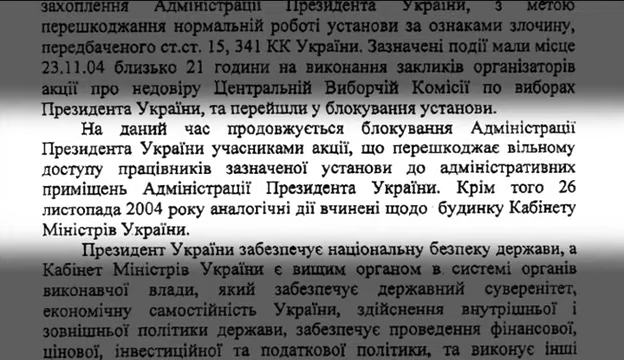 захоплення Адміністрації Президента України, з метою
перешкоджання нормальній роботі установи за ознаками злочину,
передбаченого ст.ст. 15, 341 КК України. Зазначені події мали місце
23.11.04 близько 21 години на виконання закликів організаторів
акції про недовіру Центральній Виборчій Комісії по виборах
Президента України, та перейшли у блокування установи.
На даний час продовжується блокування Адміністрації
Президента України учасниками акції, що перешкоджає вільному
доступу працівників зазначеної установи до адміністративних
приміщень Адміністрації Президента України. Крім того 26
листопада 2004 року аналогічні дії вчинені щодо будинку Кабінету
Міністрів України.
Президент України забезпечує національну безпеку держави, а
Кабінет Міністрів України є вищим органом в системі органів
виконавчої влади, який забезпечує державний суверенітет,
економічну самостійність України, здійснення внутрішньої і
зовнішньої політики держави, забезпечує проведення фінансової,
цінової, інвестиційної та податкової політики, та виконує інші